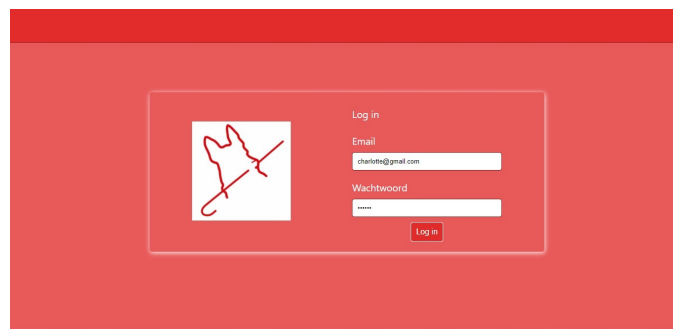 Log in
Email
charlotte@gmail.com
Wachtwoord
••••••
Log in